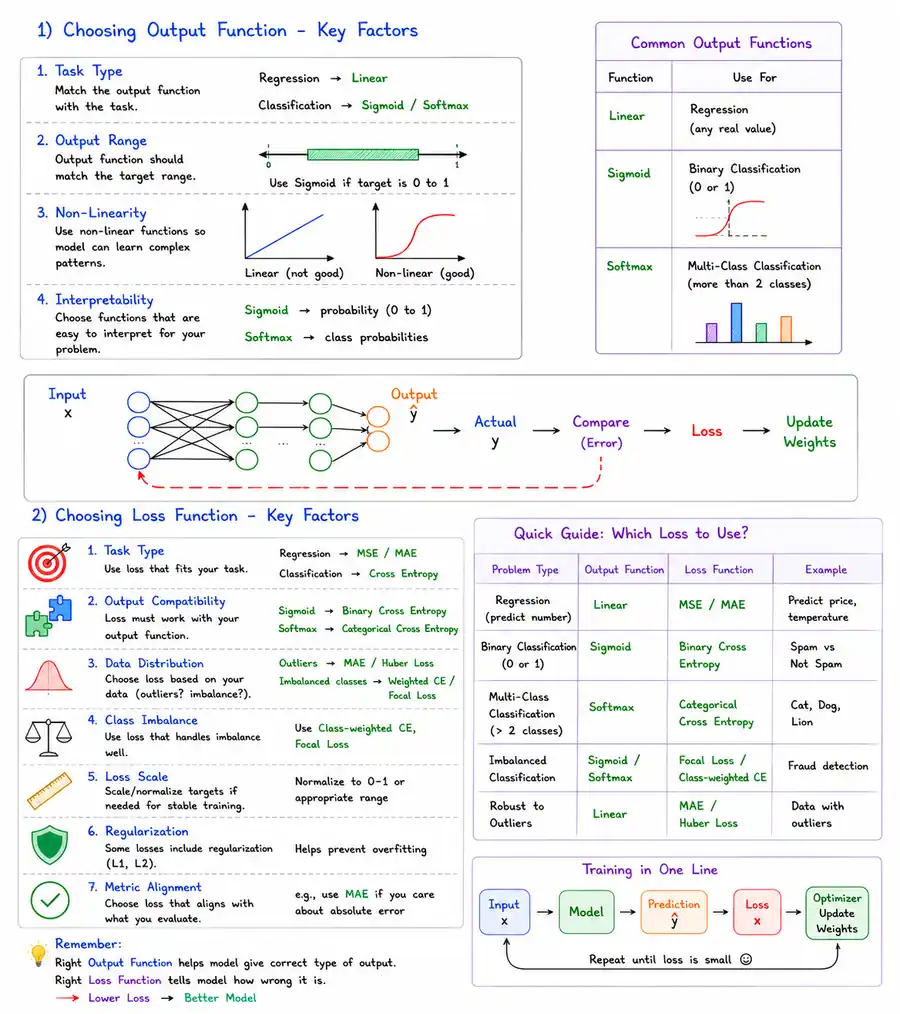 1) Choosing Output Function – Key Factors
1. Task Type
Match the output function
with the task.
Regression → Linear
Classification → Sigmoid / Softmax
2. Output Range
Output function should
match the target range.
0 1
Use Sigmoid if target is 0 to 1
3. Non-Linearity
Use non-linear functions so
model can learn complex
patterns.
Linear (not good)
Non-linear (good)
4. Interpretability
Choose functions that are
easy to interpret for your
problem.
Sigmoid → probability (0 to 1)
Softmax → class probabilities
Common Output Functions
Function Use For
Linear
Regression
(any real value)
Sigmoid
Binary Classification
(0 or 1)
Softmax
Multi-Class Classification
(more than 2 classes)
Input
x
... ... ... ...
Output
ŷ
→ Actual
y
→ Compare
(Error)
→ Loss
→ Update
Weights
2) Choosing Loss Function – Key Factors
1. Task Type
Use loss that fits your task.
Regression → MSE / MAE
Classification → Cross Entropy
2. Output Compatibility
Loss must work with your
output function.
Sigmoid → Binary Cross Entropy
Softmax → Categorical Cross Entropy
3. Data Distribution
Choose loss based on your
data (outliers? imbalance?).
Outliers → MAE / Huber Loss
Imbalanced classes → Weighted CE /
Focal Loss
4. Class Imbalance
Use loss that handles imbalance
well.
Use Class-weighted CE,
Focal Loss
5. Loss Scale
Scale/normalize targets if
needed for stable training.
Normalize to 0–1 or
appropriate range
6. Regularization
Some losses include regularization
(L1, L2).
Helps prevent overfitting
7. Metric Alignment
Choose loss that aligns with
what you evaluate.
e.g., use MAE if you care
about absolute error
Remember:
Right Output Function helps model give correct type of output.
Right Loss Function tells model how wrong it is.
→ Lower Loss → Better Model
Quick Guide: Which Loss to Use?
Problem Type Output Function Loss Function Example
Regression
(predict number)
Linear
MSE / MAE
Predict price,
temperature
Binary Classification
(0 or 1)
Sigmoid
Binary Cross
Entropy
Spam vs
Not Spam
Multi-Class
Classification
(> 2 classes)
Softmax
Categorical
Cross Entropy
Cat, Dog,
Lion
Imbalanced
Classification
Sigmoid /
Softmax
Focal Loss /
Class-weighted CE
Fraud detection
Robust to
Outliers
Linear
MAE /
Huber Loss
Data with
outliers
Training in One Line
Input
x
→ Model
→ Prediction
ŷ
→ Loss
x
→ Optimizer
Update
Weights
Repeat until loss is small ☺